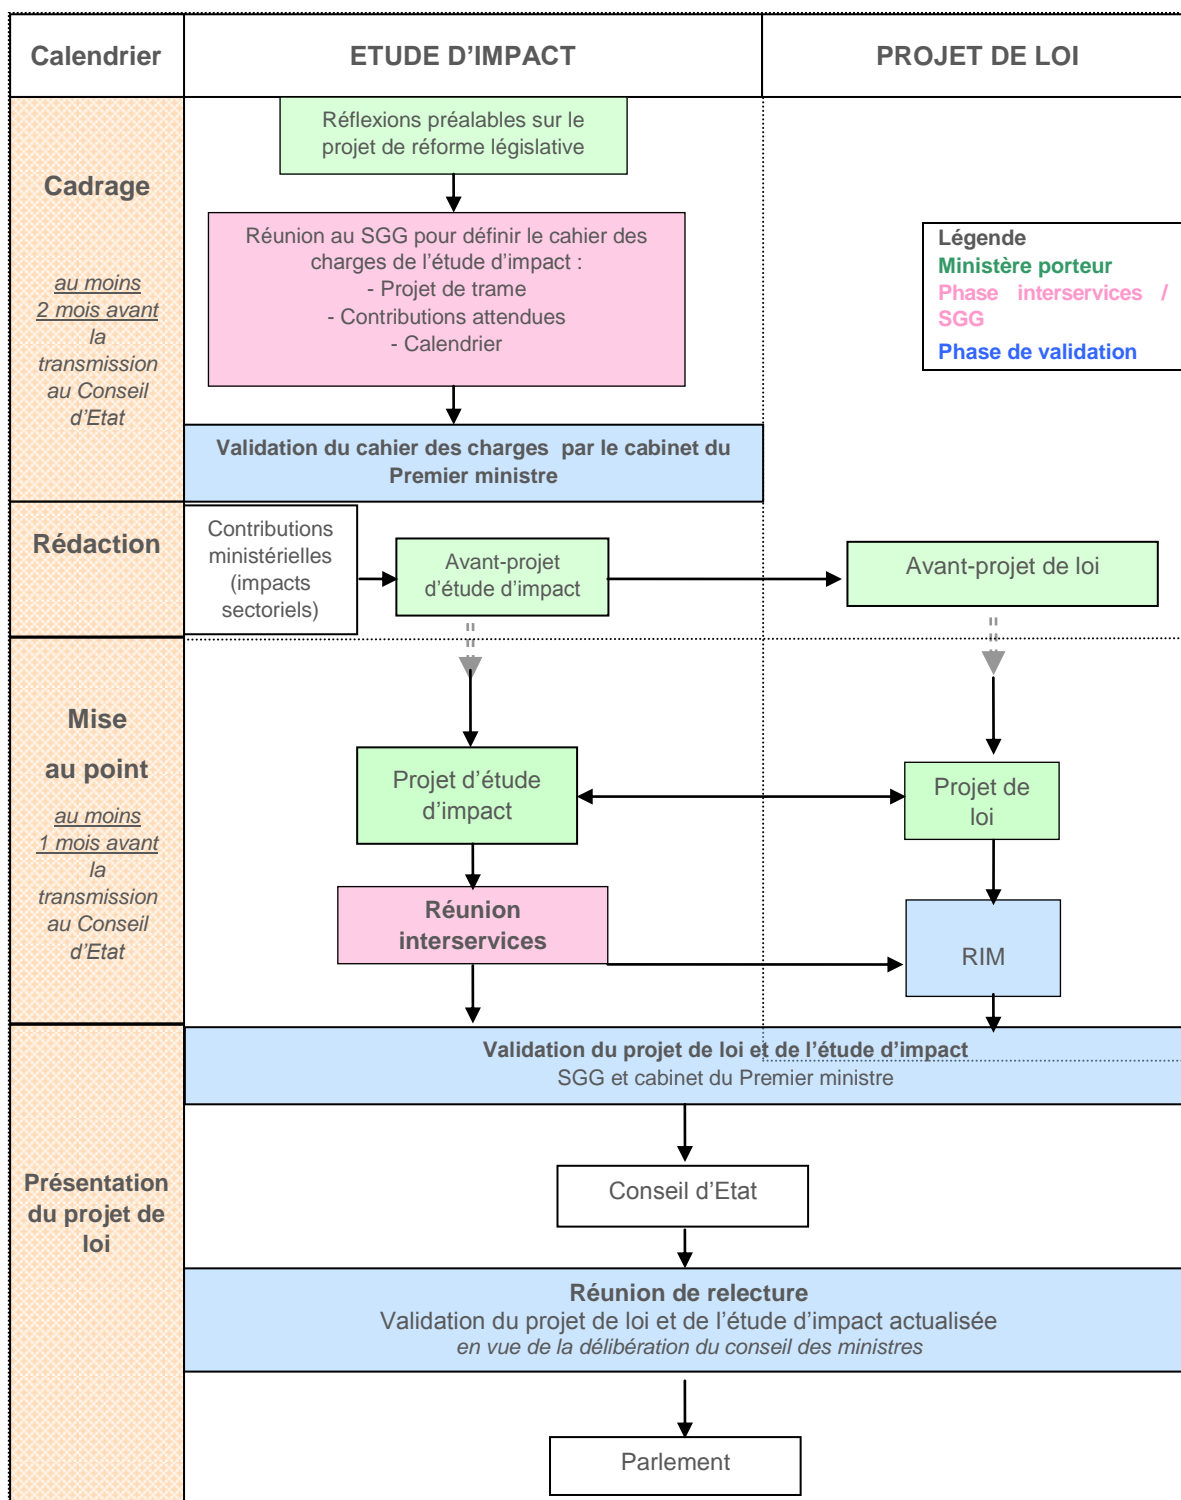 Calendrier
ETUDE D’IMPACT
PROJET DE LOI
Cadrage
au moins
2 mois avant
la
transmission
au Conseil
d’Etat
Réflexions préalables sur le
projet de réforme législative
Réunion au SGG pour définir le cahier des
charges de l’étude d’impact :
- Projet de trame
- Contributions attendues
- Calendrier
Légende
Ministère porteur
Phase interservices /
SGG
Phase de validation
Validation du cahier des charges par le cabinet du
Premier ministre
Rédaction
Contributions
ministérielles
(impacts
sectoriels)
Avant-projet
d’étude d’impact
Avant-projet de loi
Mise
au point
au moins
1 mois avant
la
transmission
au Conseil
d’Etat
Projet d’étude
d’impact
Projet de
loi
Réunion
interservices
RIM
Présentation
du projet de
loi
Validation du projet de loi et de l’étude d’impact
SGG et cabinet du Premier ministre
Conseil d’Etat
Réunion de relecture
Validation du projet de loi et de l’étude d’impact actualisée
en vue de la délibération du conseil des ministres
Parlement